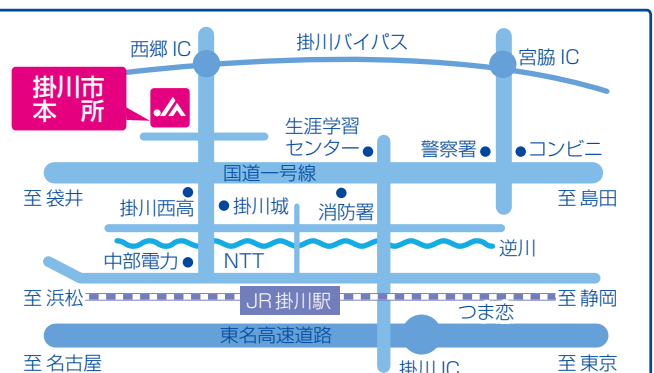 掛川バイパス
西郷 IC
宮脇 IC
掛川市
本 所
JA
生涯学習
センター
警察署
コンビニ
国道一号線
至 袋井
至 島田
掛川西高
掛川城
消防署
逆川
中部電力
NTT
至 浜松
JR 掛川駅
至 静岡
つま恋
東名高速道路
至 名古屋
掛川 IC
至 東京